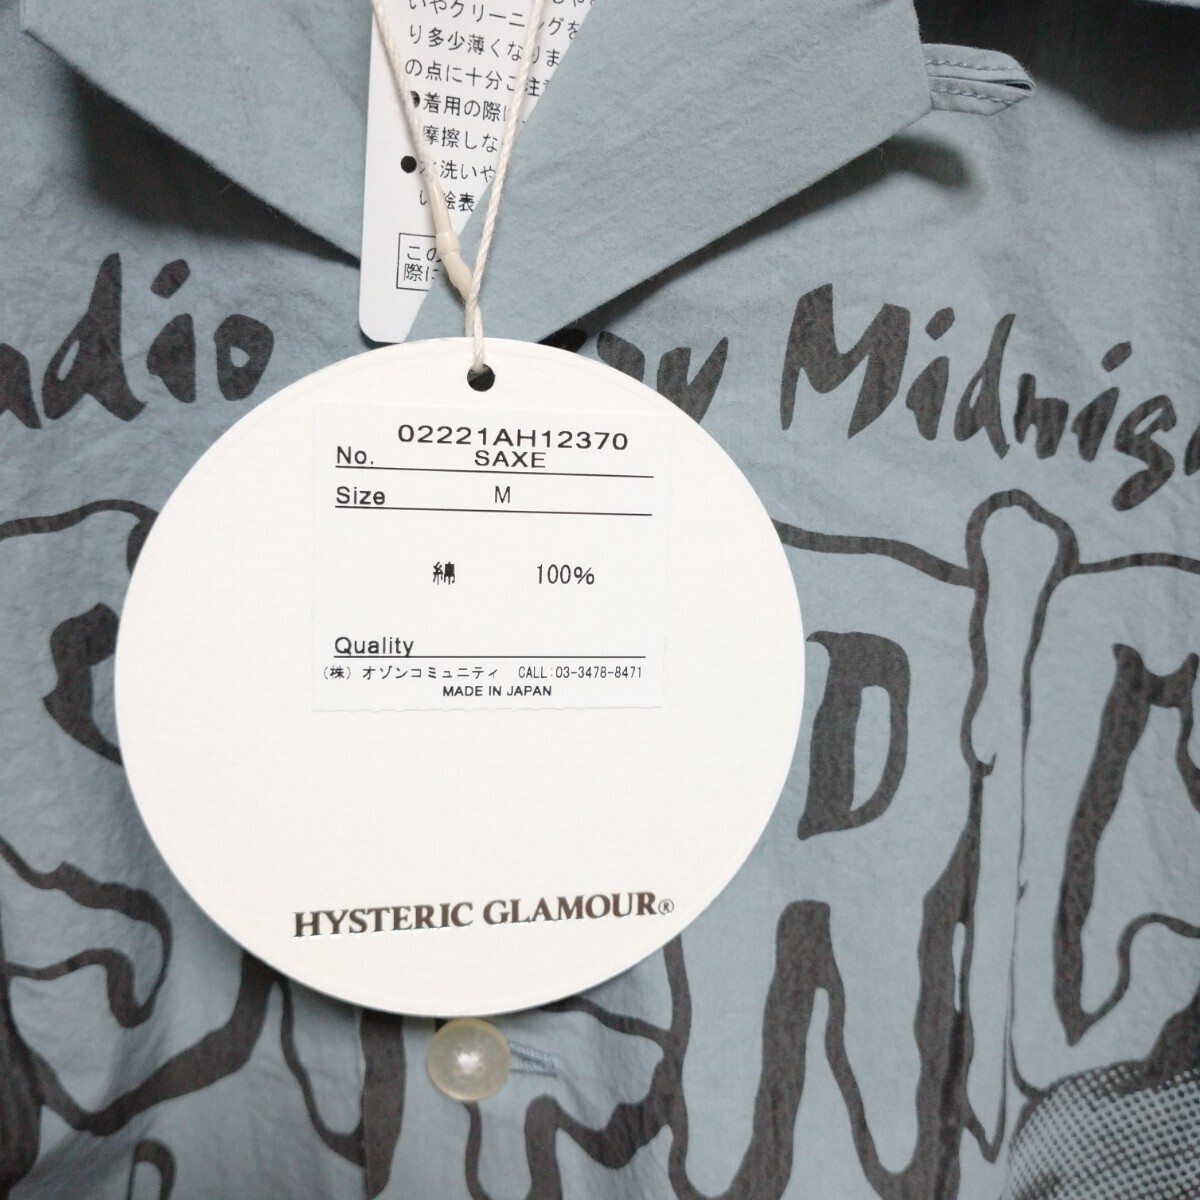 いやクリーニングを
り多少薄くなりま
の点に十分ご注
●着用の際に
摩擦しな
●水洗いや
い絵表
この
際に
Midnig
02221AH12370
No. SAXE
Size M
綿 100%
Quality
(株) オゾンコミュニティ CALL:03-3478-8471
MADE IN JAPAN
HYSTERIC GLAMOUR®